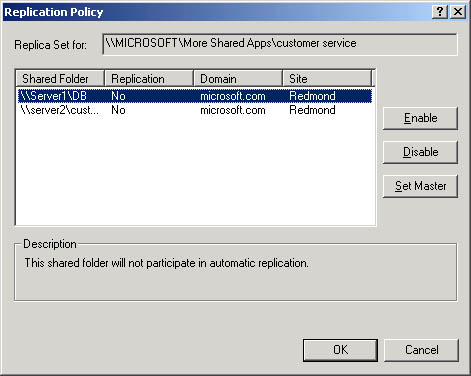 Replication Policy
Replica Set for: \\MICROSOFT\More Shared Apps\customer service
Shared Folder Replication Domain Site
\\Server1\DB No microsoft.com Redmond
\\server2\cust... No microsoft.com Redmond
Enable
Disable
Set Master
Description
This shared folder will not participate in automatic replication.
OK Cancel